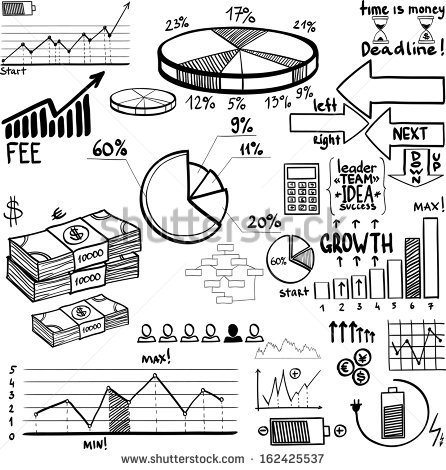 time is money
Deadline!
Start
23%
17%
21%
12%
5%
13%
9%
FEE
60%
9%
11%
20%
left
Right
NEXT
DOWN
UP
leader
"TEAM"
IDEA
SUCCESS
MAX!
GROWTH
60%
START
1 2 3 4 5 6 7
$
€
$
10000
10000
$
10000
shutterstock
MAX!
5
4
3
2
1
0
MIN!
€ ¥
$
+
- +
www.shutterstock.com · 162425537